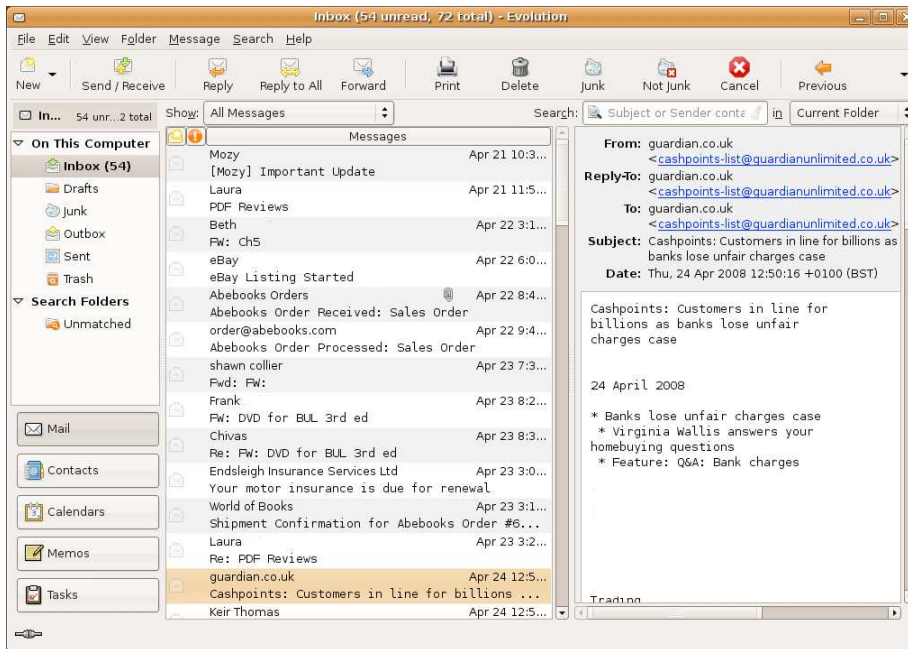 Inbox (54 unread, 72 total) - Evolution
File Edit View Folder Message Search Help
New Send / Receive Reply Reply to All Forward Print Delete Junk Not Junk Cancel Previous
In... 54 unr...2 total
Show: All Messages
Search: Subject or Sender conta in Current Folder
On This Computer
Inbox (54)
Drafts
Junk
Outbox
Sent
Trash
Search Folders
Unmatched
Mail
Contacts
Calendars
Memos
Tasks
Messages
Mozy Apr 21 10:3...
[Mozy] Important Update
Laura Apr 21 11:5...
PDF Reviews
Beth Apr 22 3:1...
FW: Ch5
eBay Apr 22 6:0...
eBay Listing Started
Abebooks Orders Apr 22 8:4...
Abebooks Order Received: Sales Order
order@abebooks.com Apr 22 9:4...
Abebooks Order Processed: Sales Order
shawn collier Apr 23 7:3...
Fwd: FW:
Frank Apr 23 8:2...
FW: DVD for BUL 3rd ed
Chivas Apr 23 8:3...
Re: FW: DVD for BUL 3rd ed
Endsleigh Insurance Services Ltd Apr 23 3:0...
Your motor insurance is due for renewal
World of Books Apr 23 3:1...
Shipment Confirmation for Abebooks Order #6...
Laura Apr 23 3:2...
Re: PDF Reviews
guardian.co.uk Apr 24 12:5...
Cashpoints: Customers in line for billions ...
Keir Thomas Apr 24 12:5...
From: guardian.co.uk
<cashpoints-list@guardianunlimited.co.uk>
Reply-To: guardian.co.uk
<cashpoints-list@guardianunlimited.co.uk>
To: guardian.co.uk
<cashpoints-list@guardianunlimited.co.uk>
Subject: Cashpoints: Customers in line for billions as
banks lose unfair charges case
Date: Thu, 24 Apr 2008 12:50:16 +0100 (BST)
Cashpoints: Customers in line for
billions as banks lose unfair
charges case
24 April 2008
* Banks lose unfair charges case
* Virginia Wallis answers your
homebuying questions
* Feature: Q&A: Bank charges
Trading